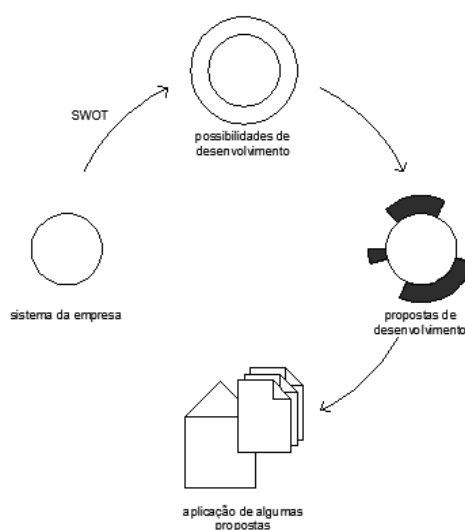 SWOT
possibilidades de
desenvolvimento
sistema da empresa
propostas de
desenvolvimento
aplicação de algumas
propostas